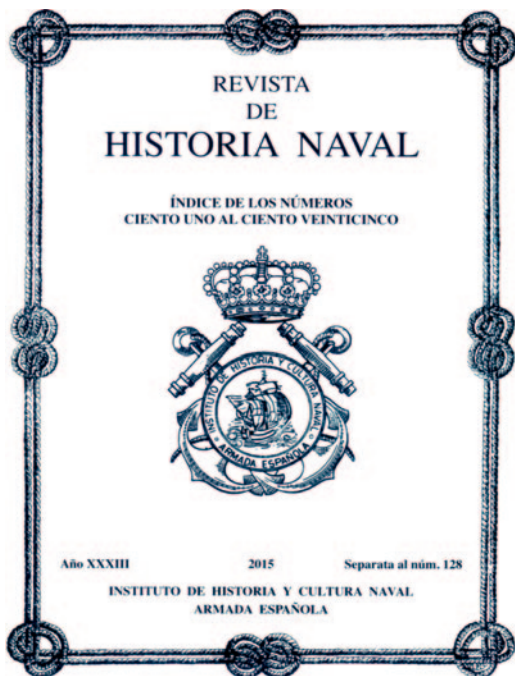 REVISTA
DE
HISTORIA NAVAL
ÍNDICE DE LOS NÚMEROS
CIENTO UNO AL CIENTO VEINTICINCO
INSTITUTO DE HISTORIA Y CULTURA NAVAL
ARMADA ESPAÑOLA
Año XXXIII 2015 Separata al núm. 128
INSTITUTO DE HISTORIA Y CULTURA NAVAL
ARMADA ESPAÑOLA